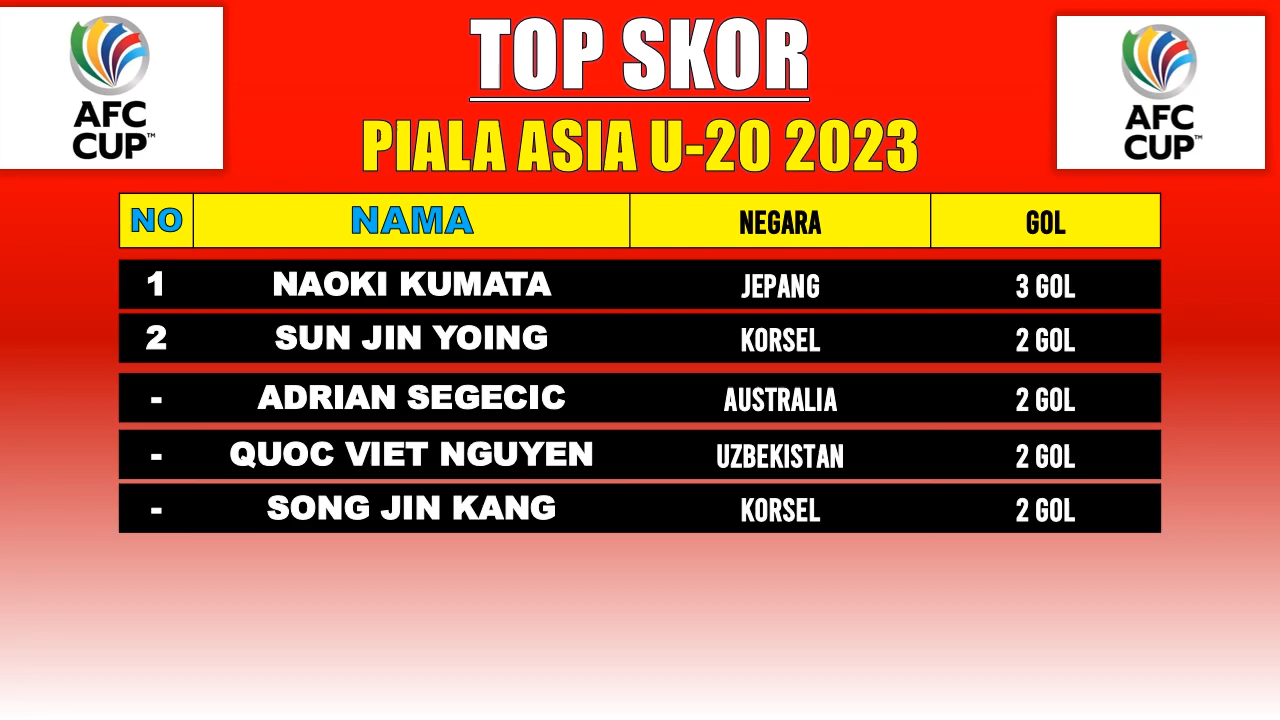 AFC
CUP™
TOP SKOR
PIALA ASIA U-20 2023
AFC
CUP™
NO NAMA NEGARA GOL
1 NAOKI KUMATA JEPANG 3 GOL
2 SUN JIN YOING KORSEL 2 GOL
- ADRIAN SEGECIC AUSTRALIA 2 GOL
- QUOC VIET NGUYEN UZBEKISTAN 2 GOL
- SONG JIN KANG KORSEL 2 GOL